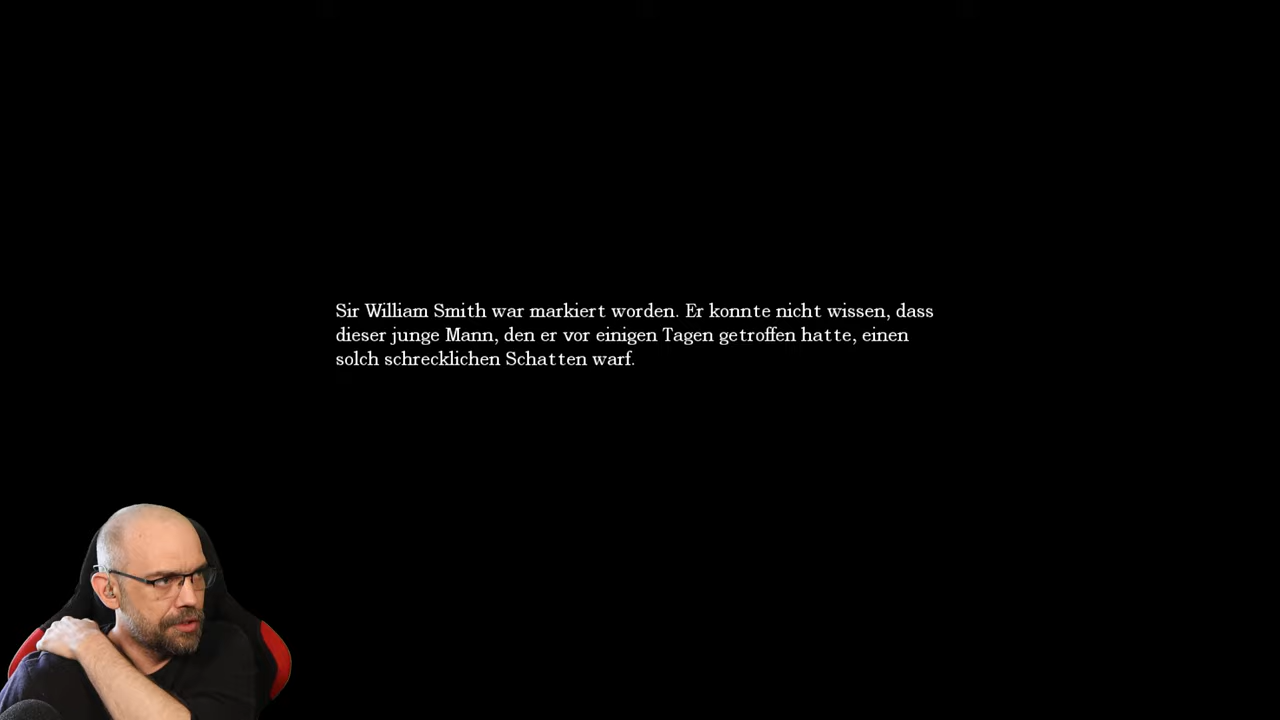 Sir William Smith war markiert worden. Er konnte nicht wissen, dass
dieser junge Mann, den er vor einigen Tagen getroffen hatte, einen
solch schrecklichen Schatten warf.